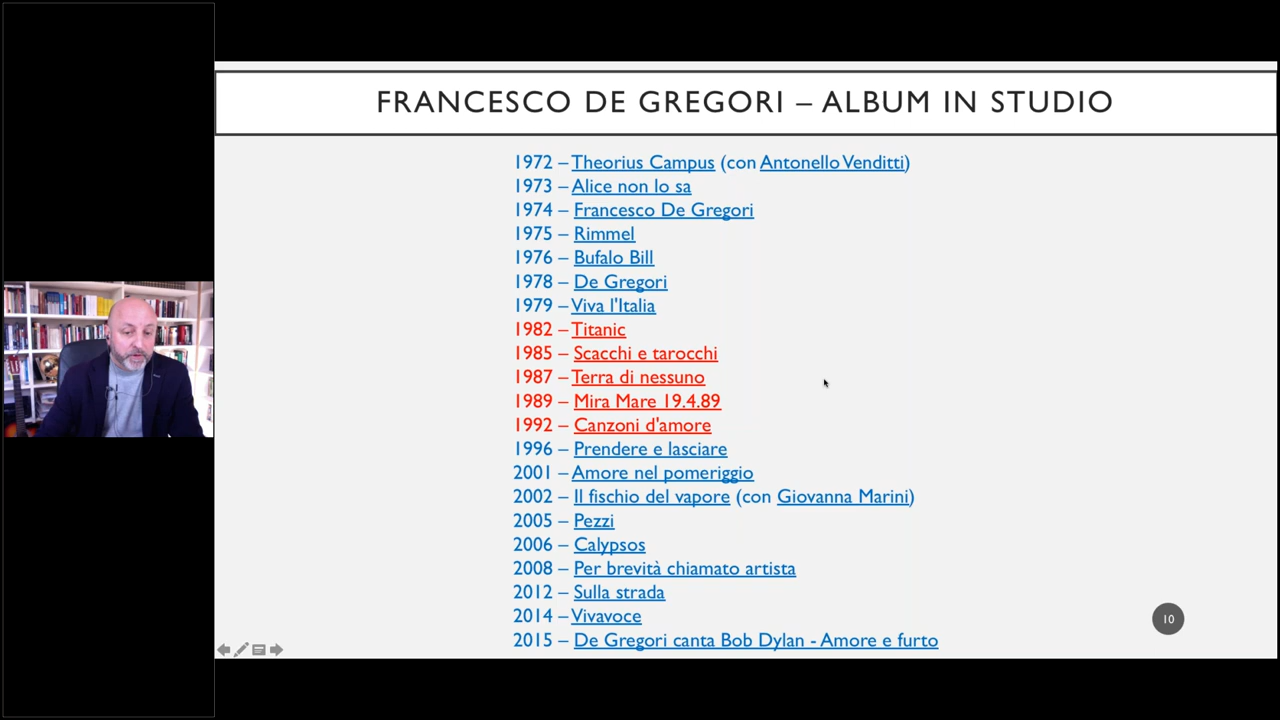 FRANCESCO DE GREGORI – ALBUM IN STUDIO
1972 – Theorius Campus (con Antonello Venditti)
1973 – Alice non lo sa
1974 – Francesco De Gregori
1975 – Rimmel
1976 – Bufalo Bill
1978 – De Gregori
1979 – Viva l'Italia
1982 – Titanic
1985 – Scacchi e tarocchi
1987 – Terra di nessuno
1989 – Mira Mare 19.4.89
1992 – Canzoni d'amore
1996 – Prendere e lasciare
2001 – Amore nel pomeriggio
2002 – Il fischio del vapore (con Giovanna Marini)
2005 – Pezzi
2006 – Calypsos
2008 – Per brevità chiamato artista
2012 – Sulla strada
2014 – Vivavoce
2015 – De Gregori canta Bob Dylan - Amore e furto
10